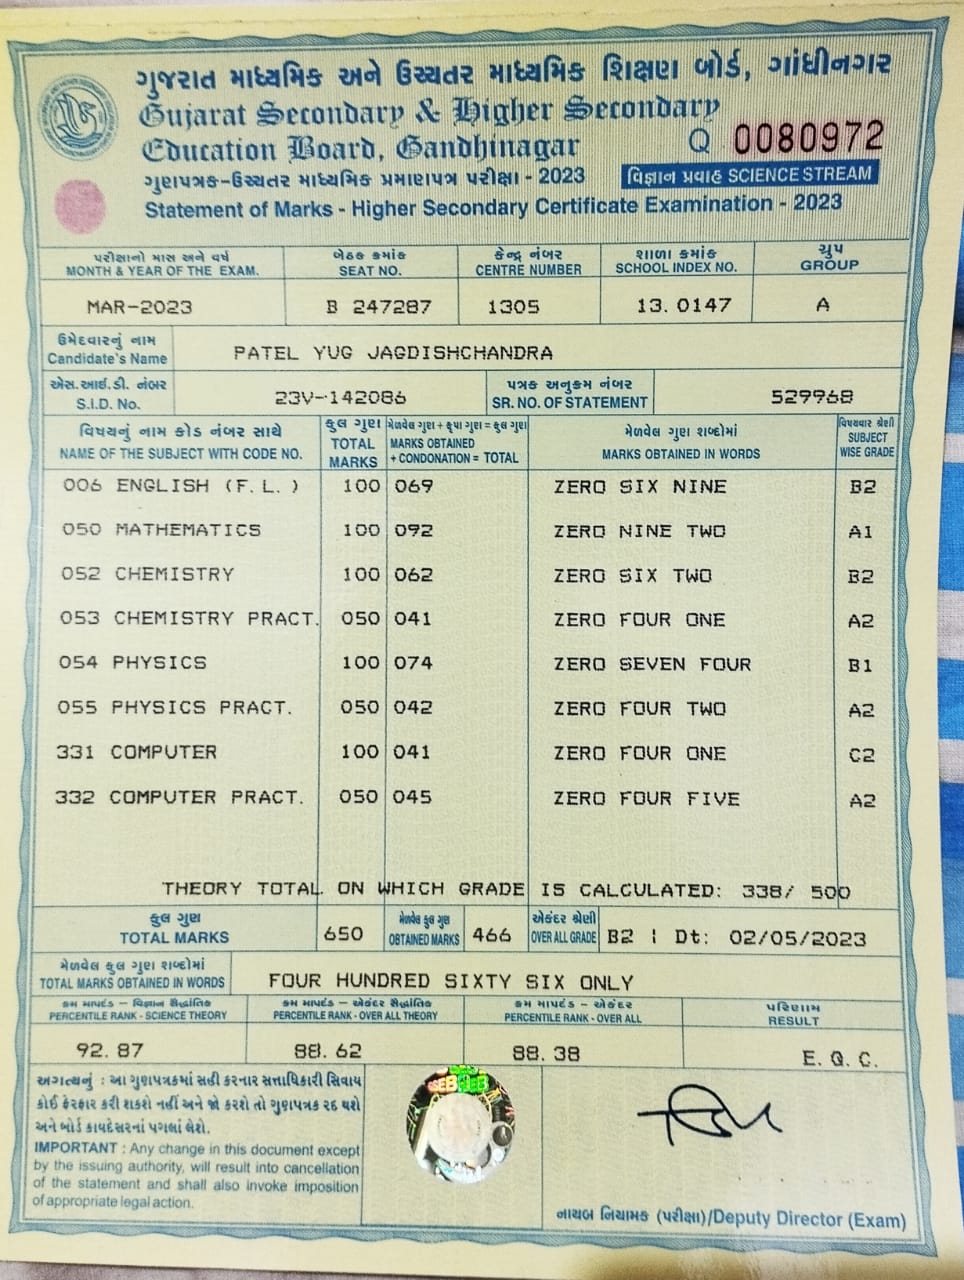 ગુજરાત માધ્યમિક અને ઉચ્ચતર માધ્યમિક શિક્ષણ બોર્ડ, ગાંધીનગર
Gujarat Secondary & Higher Secondary
Education Board, Gandhinagar
Q 0080972
ગુણપત્રક-ઉચ્ચતર માધ્યમિક પ્રમાણપત્ર પરીક્ષા - 2023
વિજ્ઞાન પ્રવાહ SCIENCE STREAM
Statement of Marks - Higher Secondary Certificate Examination - 2023
પરીક્ષાનો માસ અને વર્ષ બેઠક ક્રમાંક કેન્દ્ર નંબર શાળા ક્રમાંક ગ્રુપ
MONTH & YEAR OF THE EXAM. SEAT NO. CENTRE NUMBER SCHOOL INDEX NO. GROUP
MAR-2023 B 247287 1305 13.0147 A
ઉમેદવારનું નામ
Candidate's Name PATEL YUG JAGDISHCHANDRA
એસ.આઈ.ડી. નંબર પત્રક અનુક્રમ નંબર
S.I.D. No. 23V-142086 SR. NO. OF STATEMENT 529968
વિષયનું નામ કોડ નંબર સાથે કુલ ગુણ મેળવેલ ગુણ + કૃપા ગુણ = કુલ ગુણ મેળવેલ ગુણ શબ્દોમાં વિષયવાર શ્રેણી
NAME OF THE SUBJECT WITH CODE NO. TOTAL MARKS MARKS OBTAINED + CONDONATION = TOTAL MARKS OBTAINED IN WORDS SUBJECT WISE GRADE
006 ENGLISH (F.L.) 100 069 ZERO SIX NINE B2
050 MATHEMATICS 100 092 ZERO NINE TWO A1
052 CHEMISTRY 100 062 ZERO SIX TWO B2
053 CHEMISTRY PRACT. 050 041 ZERO FOUR ONE A2
054 PHYSICS 100 074 ZERO SEVEN FOUR B1
055 PHYSICS PRACT. 050 042 ZERO FOUR TWO A2
331 COMPUTER 100 041 ZERO FOUR ONE C2
332 COMPUTER PRACT. 050 045 ZERO FOUR FIVE A2
THEORY TOTAL ON WHICH GRADE IS CALCULATED: 338/ 500
કુલ ગુણ મેળવેલ કુલ ગુણ એકંદર શ્રેણી
TOTAL MARKS 650 OBTAINED MARKS 466 OVER ALL GRADE B2 | Dt: 02/05/2023
મેળવેલ કુલ ગુણ શબ્દોમાં
TOTAL MARKS OBTAINED IN WORDS FOUR HUNDRED SIXTY SIX ONLY
ક્રમ માપદંડ - વિજ્ઞાન સૈદ્ધાંતિક ક્રમ માપદંડ - એકંદર સૈદ્ધાંતિક ક્રમ માપદંડ - એકંદર પરિણામ
PERCENTILE RANK - SCIENCE THEORY PERCENTILE RANK - OVER ALL THEORY PERCENTILE RANK - OVER ALL RESULT
92.87 88.62 88.38 E.Q.C.
અગત્યનું : આ ગુણપત્રકમાં સહી કરનાર સત્તાધિકારી સિવાય
કોઈ ફેરફાર કરી શકશે નહીં અને જો કરશે તો ગુણપત્રક રદ થશે
અને બોર્ડ કાયદેસરનાં પગલાં લેશે.
IMPORTANT : Any change in this document except
by the issuing authority, will result into cancellation
of the statement and shall also invoke imposition
of appropriate legal action.
GSEB
નાયબ નિયામક (પરીક્ષા)/Deputy Director (Exam)